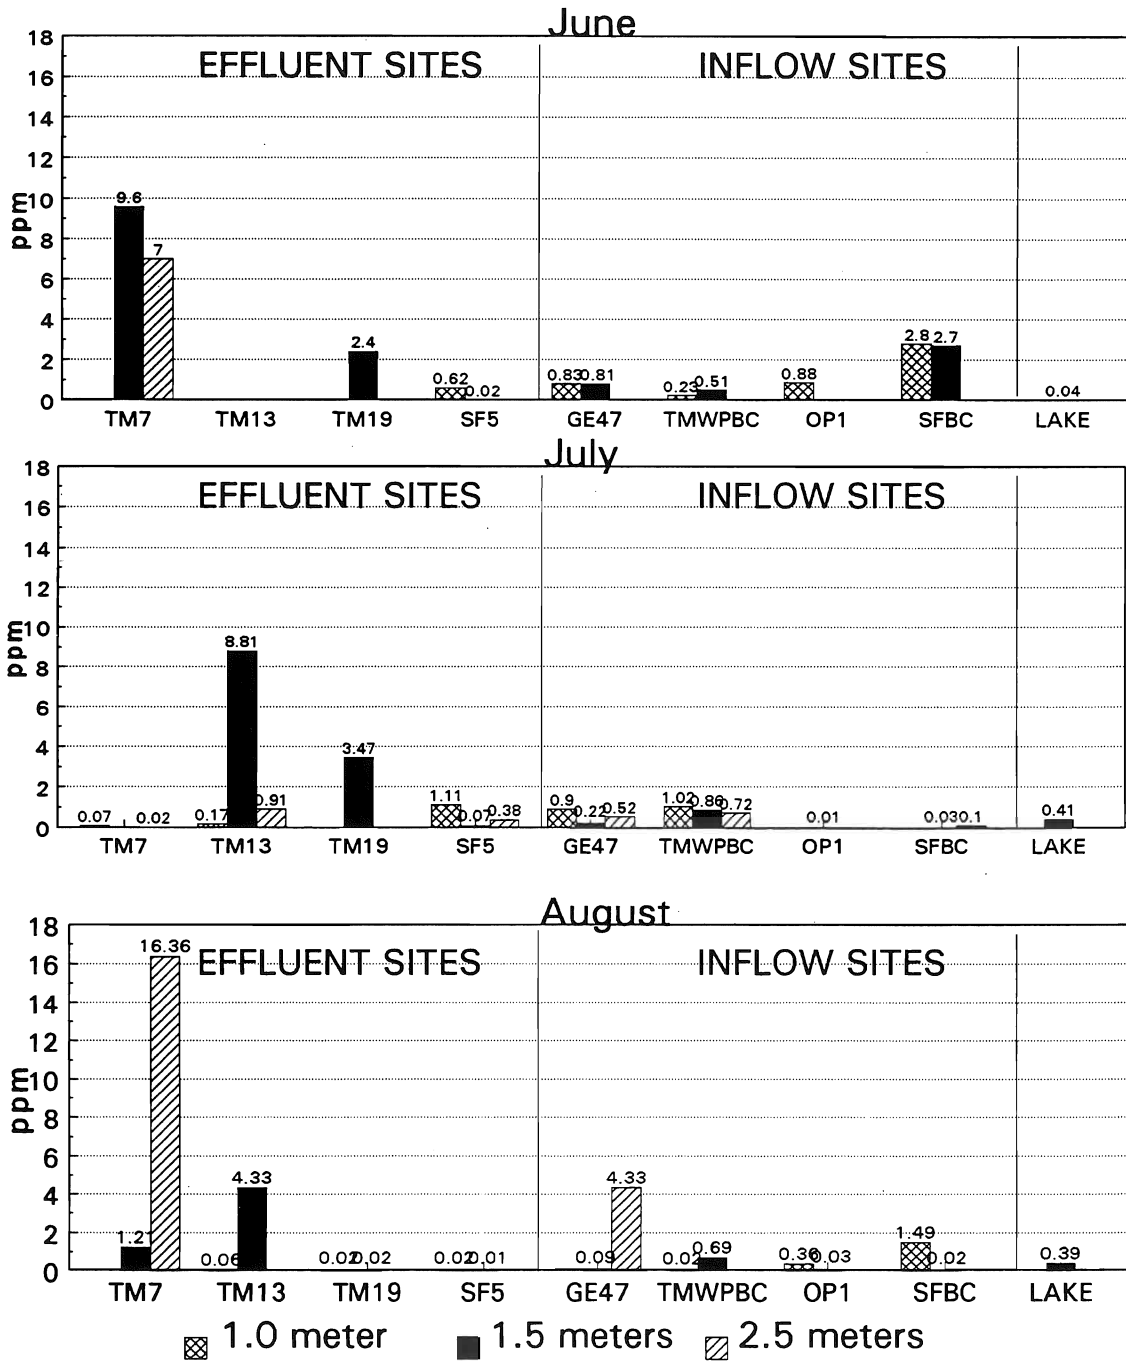 June
18
EFFLUENT SITES INFLOW SITES
16
14
12
10
8
6
4
2
0
ppm
9.6 7 2.4 0.62 0.02 0.83 0.81 0.23 0.51 0.88 2.8 2.7 0.04
TM7 TM13 TM19 SF5 GE47 TMWPBC OP1 SFBC LAKE
July
18
EFFLUENT SITES INFLOW SITES
16
14
12
10
8
6
4
2
0
ppm
0.07 0.02 0.17 8.81 0.91 3.47 1.11 0.07 0.38 0.9 0.22 0.52 1.02 0.86 0.72 0.01 0.03 0.1 0.41
TM7 TM13 TM19 SF5 GE47 TMWPBC OP1 SFBC LAKE
August
18
EFFLUENT SITES INFLOW SITES
16
14
12
10
8
6
4
2
0
ppm
1.2 16.36 0.06 4.33 0.02 0.02 0.02 0.01 0.09 4.33 0.02 0.69 0.36 0.03 1.49 0.02 0.39
TM7 TM13 TM19 SF5 GE47 TMWPBC OP1 SFBC LAKE
1.0 meter 1.5 meters 2.5 meters